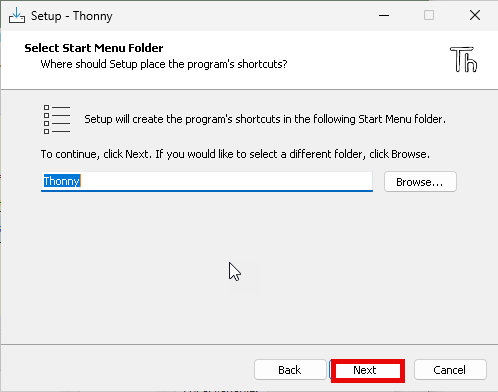 Setup - Thonny
Select Start Menu Folder
Where should Setup place the program's shortcuts?
Th
Setup will create the program's shortcuts in the following Start Menu folder.
To continue, click Next. If you would like to select a different folder, click Browse.
Thonny
Browse...
Back
Next
Cancel